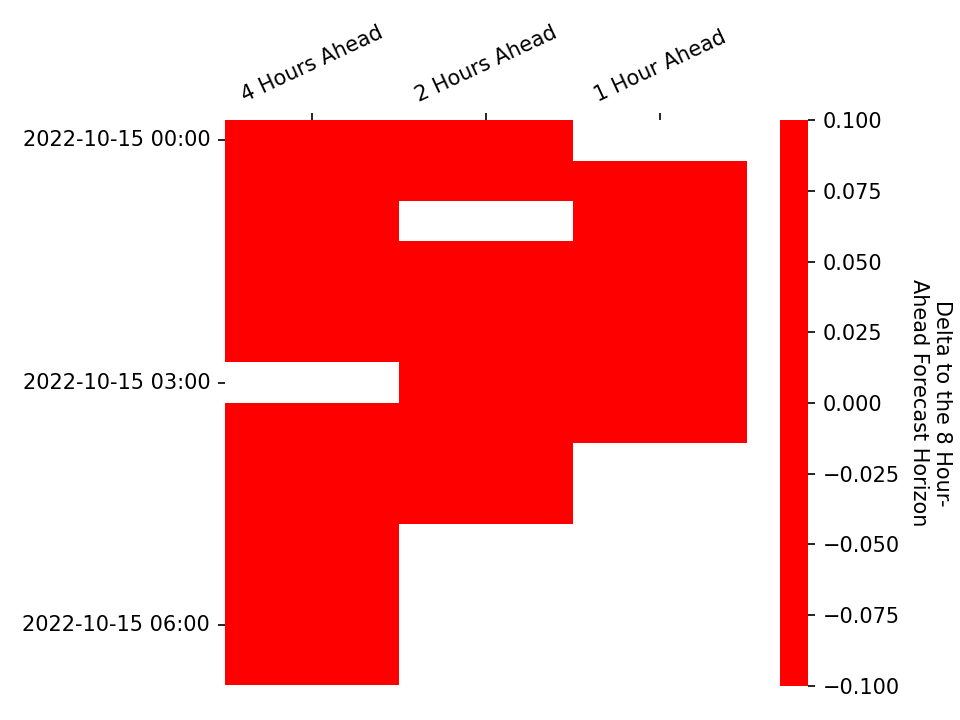 4 Hours Ahead
2 Hours Ahead
1 Hour Ahead
2022-10-15 00:00
2022-10-15 03:00
2022-10-15 06:00
0.100
0.075
0.050
0.025
0.000
−0.025
−0.050
−0.075
−0.100
Delta to the 8 Hour-
Ahead Forecast Horizon